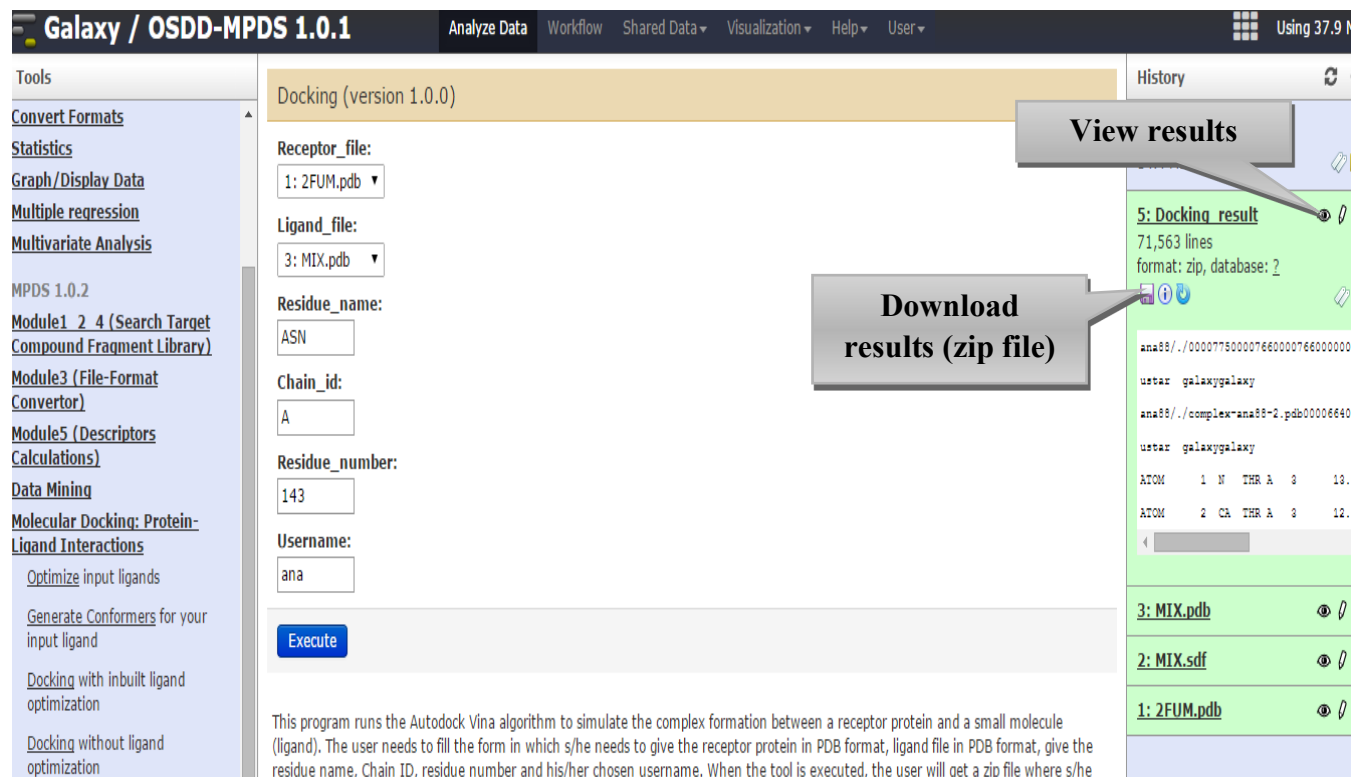 Galaxy / OSDD-MPDS 1.0.1
Analyze Data Workflow Shared Data Visualization Help User
Using 37.9
Tools
Convert Formats
Statistics
Graph/Display Data
Multiple regression
Multivariate Analysis
MPDS 1.0.2
Module1_2_4 (Search Target
Compound Fragment Library)
Module3 (File-Format
Convertor)
Module5 (Descriptors
Calculations)
Data Mining
Molecular Docking: Protein-
Ligand Interactions
Optimize input ligands
Generate Conformers for your
input ligand
Docking with inbuilt ligand
optimization
Docking without ligand
optimization
Docking (version 1.0.0)
Receptor_file:
1: 2FUM.pdb
Ligand_file:
3: MIX.pdb
Residue_name:
ASN
Chain_id:
A
Residue_number:
143
Username:
ana
Execute
This program runs the Autodock Vina algorithm to simulate the complex formation between a receptor protein and a small molecule
(ligand). The user needs to fill the form in which s/he needs to give the receptor protein in PDB format, ligand file in PDB format, give the
residue name, Chain ID, residue number and his/her chosen username. When the tool is executed, the user will get a zip file where s/he
View results
Download
results (zip file)
History
5: Docking_result
71,563 lines
format: zip, database: ?
ustar galaxygalaxy
ana88/./complex-ana88-2.pdb00006640
ustar galaxygalaxy
ATOM 1 N THR A 3 13.
ATOM 2 CA THR A 3 12.
3: MIX.pdb
2: MIX.sdf
1: 2FUM.pdb